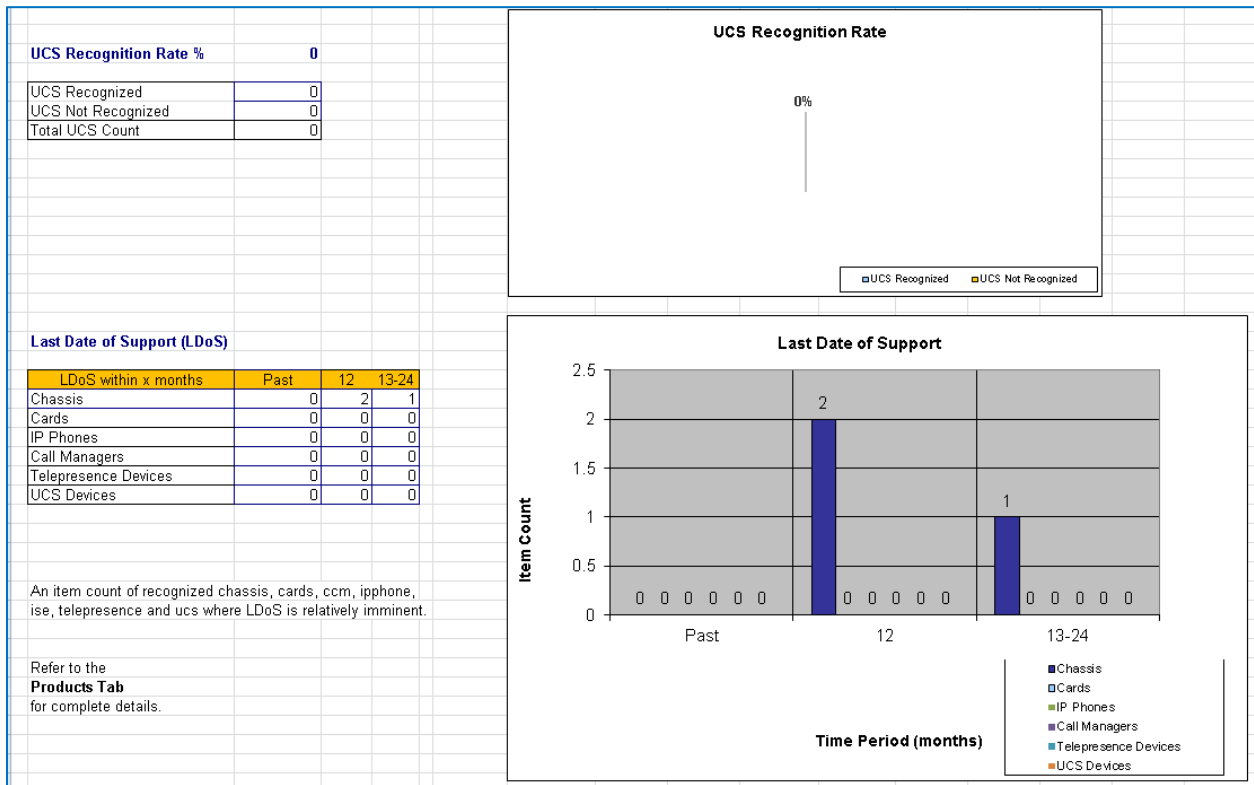 UCS Recognition Rate % 0
UCS Recognized 0
UCS Not Recognized 0
Total UCS Count 0
UCS Recognition Rate
0%
UCS Recognized UCS Not Recognized
Last Date of Support (LDoS)
LDoS within x months Past 12 13-24
Chassis 0 2 1
Cards 0 0 0
IP Phones 0 0 0
Call Managers 0 0 0
Telepresence Devices 0 0 0
UCS Devices 0 0 0
An item count of recognized chassis, cards, ccm, ipphone,
ise, telepresence and ucs where LDoS is relatively imminent.
Refer to the
Products Tab
for complete details.
Last Date of Support
Item Count
2.5
2
1.5
1
0.5
0
0 0 0 0 0 0
2 0 0 0 0 0
1 0 0 0 0 0
Past 12 13-24
Time Period (months)
Chassis
Cards
IP Phones
Call Managers
Telepresence Devices
UCS Devices